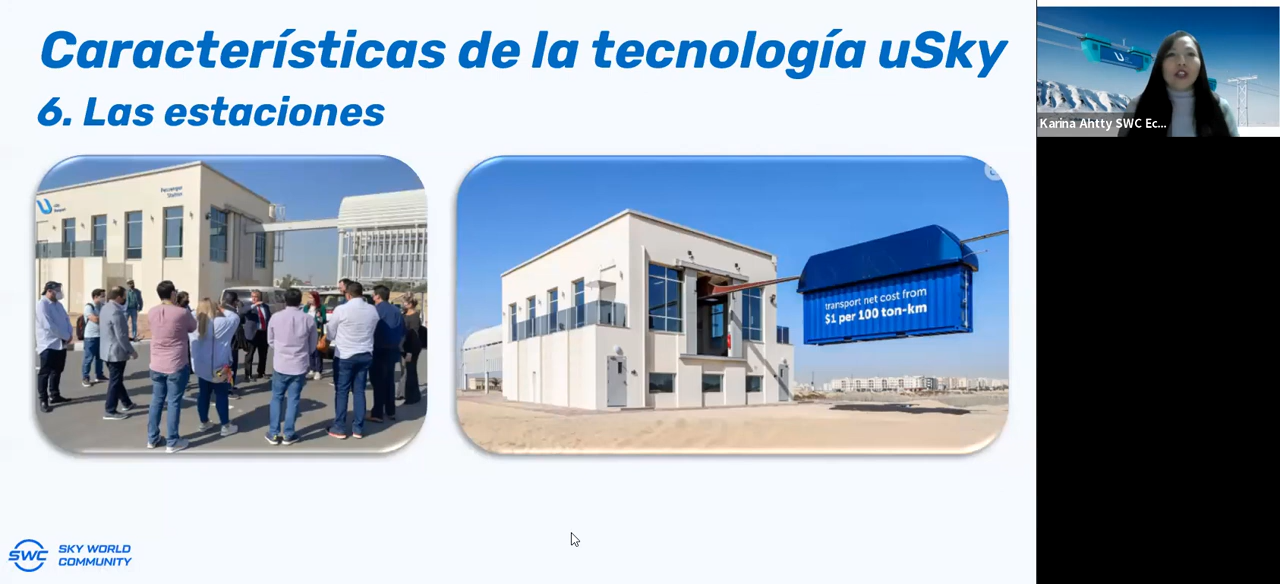 Características de la tecnología uSky
6. Las estaciones
Passenger
Station
transport net cost from
$1 per 100 ton-km
Karina Ahtty SWC Ec...
SWC
SKY WORLD
COMMUNITY